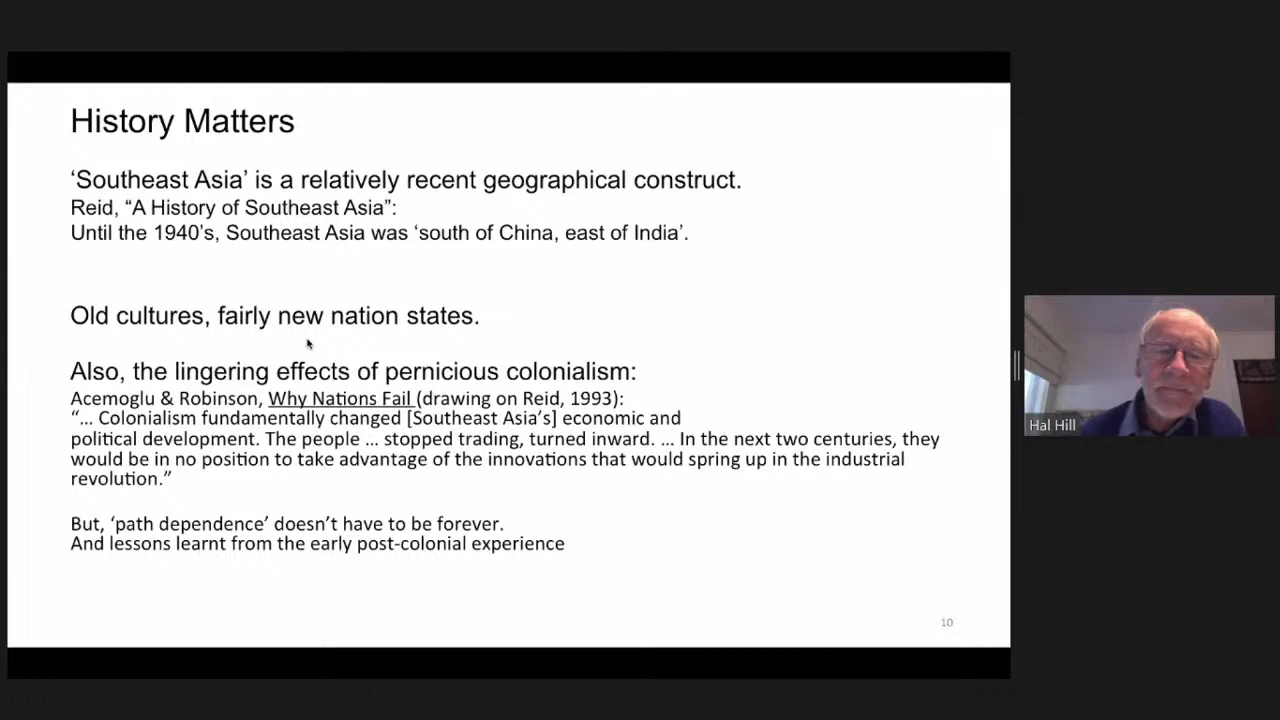 History Matters
‘Southeast Asia’ is a relatively recent geographical construct.
Reid, “A History of Southeast Asia”:
Until the 1940’s, Southeast Asia was ‘south of China, east of India’.
Old cultures, fairly new nation states.
Also, the lingering effects of pernicious colonialism:
Acemoglu & Robinson, Why Nations Fail (drawing on Reid, 1993):
“… Colonialism fundamentally changed [Southeast Asia’s] economic and
political development. The people … stopped trading, turned inward. … In the next two centuries, they
would be in no position to take advantage of the innovations that would spring up in the industrial
revolution.”
But, ‘path dependence’ doesn’t have to be forever.
And lessons learnt from the early post-colonial experience
10
Hal Hill